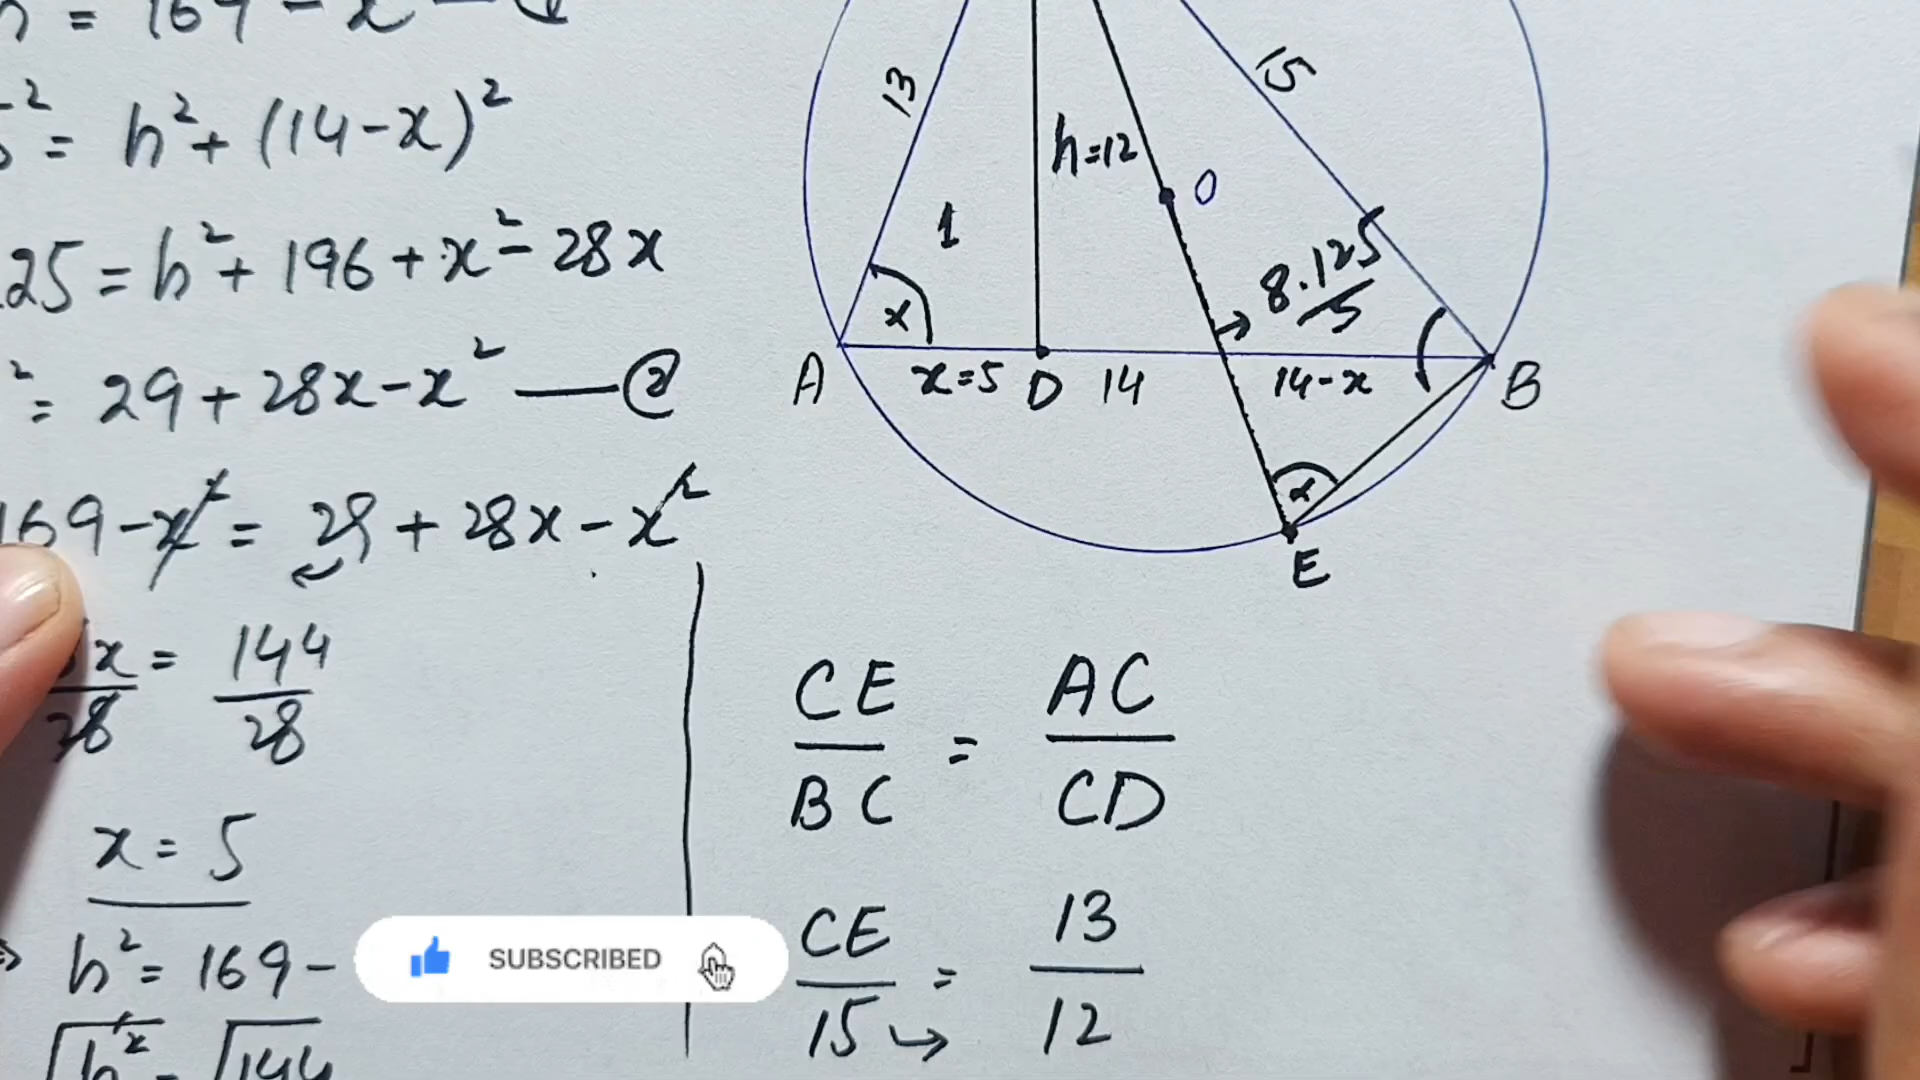 h = 169 - x
² = h² + (14-x)²
25 = h² + 196 + x² - 28x
² = 29 + 28x - x² — ②
169 - x² = 29 + 28x - x²
x/28 = 144/28
x = 5
⇒ h² = 169 -
√h² = √144
13
15
h=12
O
1
8.125
α
A
x=5
D
14
14-x
B
α
E
CE/BC = AC/CD
CE/15 = 13/12
SUBSCRIBED